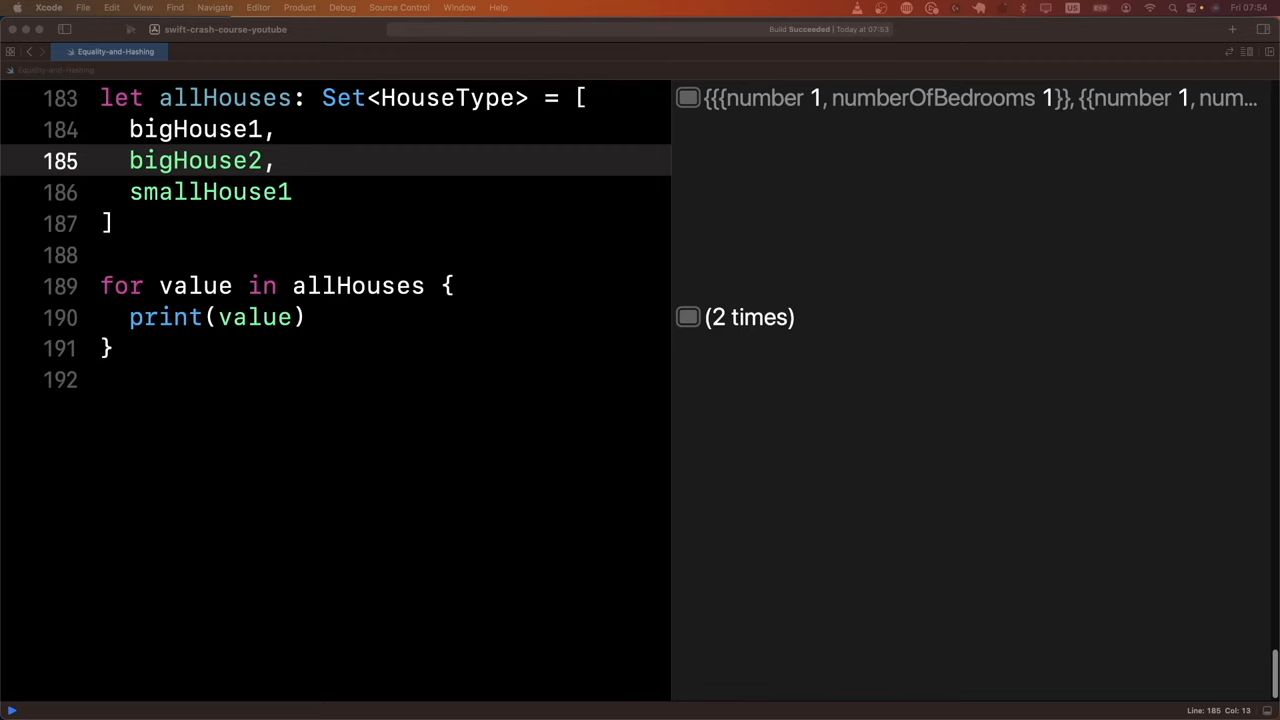 Xcode File Edit View Find Navigate Editor Product Debug Source Control Window Help Fri 07:54
swift-crash-course-youtube Build Succeeded | Today at 07:53
Equality-and-Hashing
Equality-and-Hashing
183 let allHouses: Set<HouseType> = [ {{{number 1, numberOfBedrooms 1}}, {{number 1, num...
184 bigHouse1,
185 bigHouse2,
186 smallHouse1
187 ]
188
189 for value in allHouses {
190 print(value) (2 times)
191 }
192
Line: 185 Col: 13